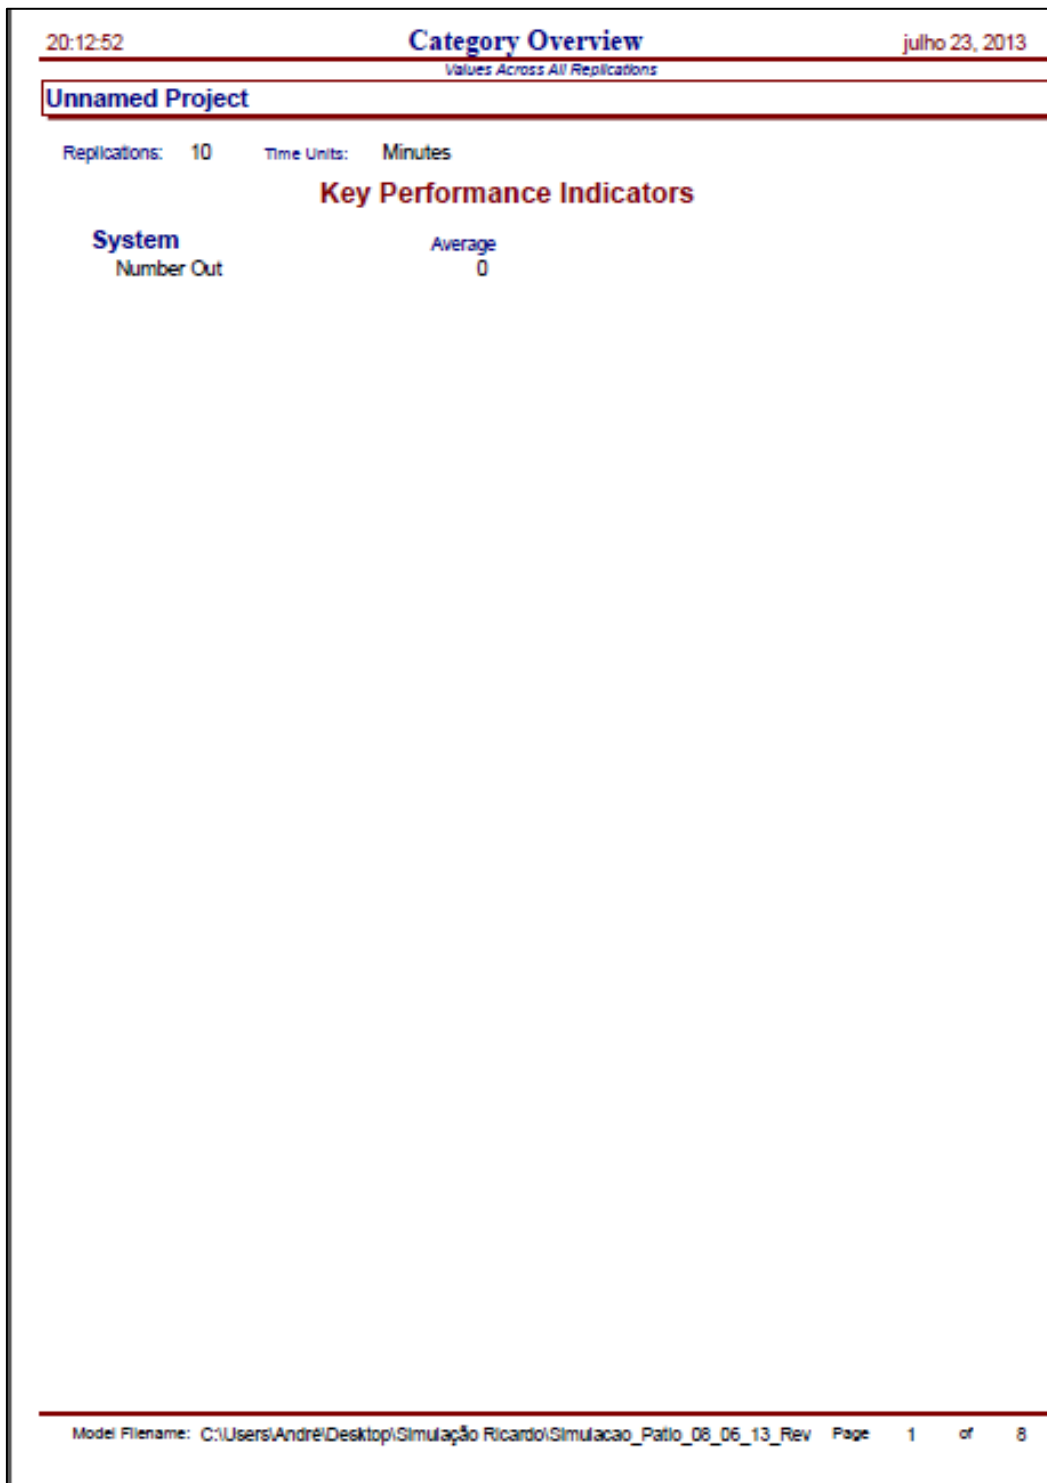 20:12:52 Category Overview julho 23, 2013
Values Across All Replications
Unnamed Project
Replications: 10 Time Units: Minutes
Key Performance Indicators
System Average
Number Out 0
Model Filename: C:\Users\André\Desktop\Simulação Ricardo\Simulacao_Patio_08_06_13_Rev Page 1 of 8